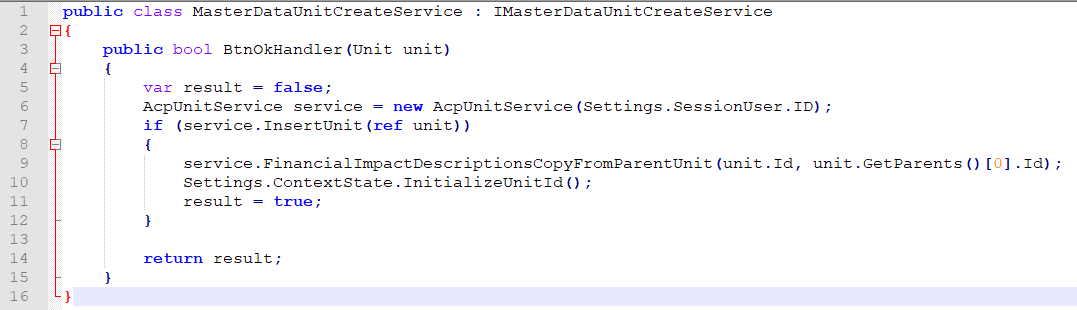 1 public class MasterDataUnitCreateService : IMasterDataUnitCreateService
2 {
3 public bool BtnOkHandler(Unit unit)
4 {
5 var result = false;
6 AcpUnitService service = new AcpUnitService(Settings.SessionUser.ID);
7 if (service.InsertUnit(ref unit))
8 {
9 service.FinancialImpactDescriptionsCopyFromParentUnit(unit.Id, unit.GetParents()[0].Id);
10 Settings.ContextState.InitializeUnitId();
11 result = true;
12 }
13
14 return result;
15 }
16 }